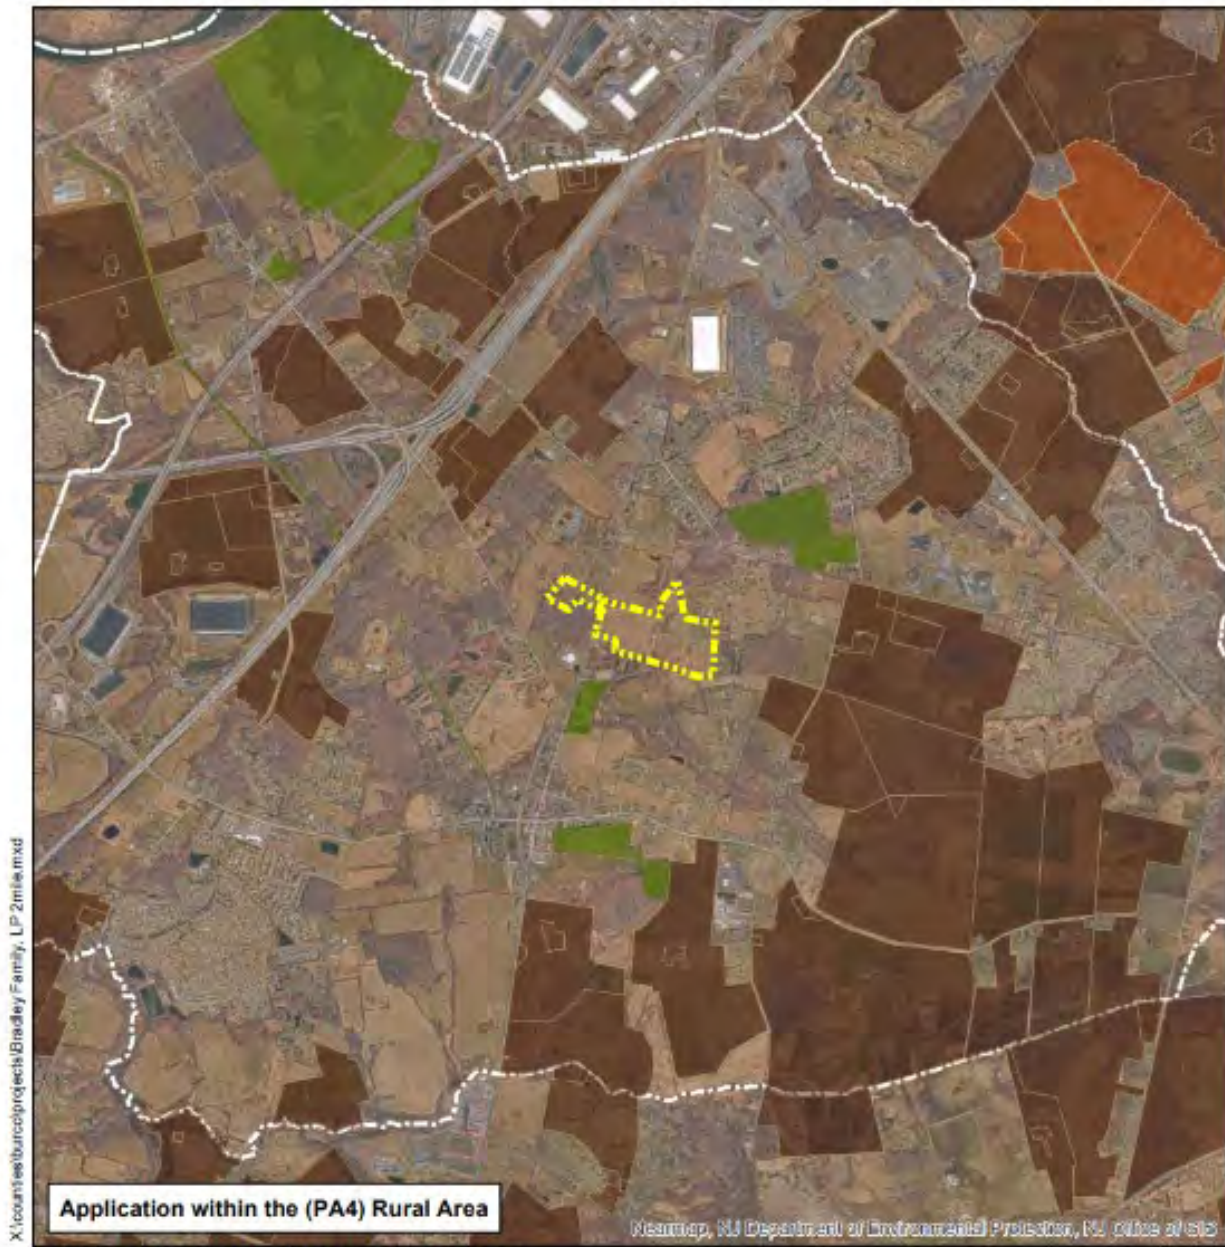 X:\counties\burco\projects\Bradley Family, LP 2mile.mxd
Application within the (PA4) Rural Area
Nearmap, NJ Department of Environmental Protection, NJ Office of GIS